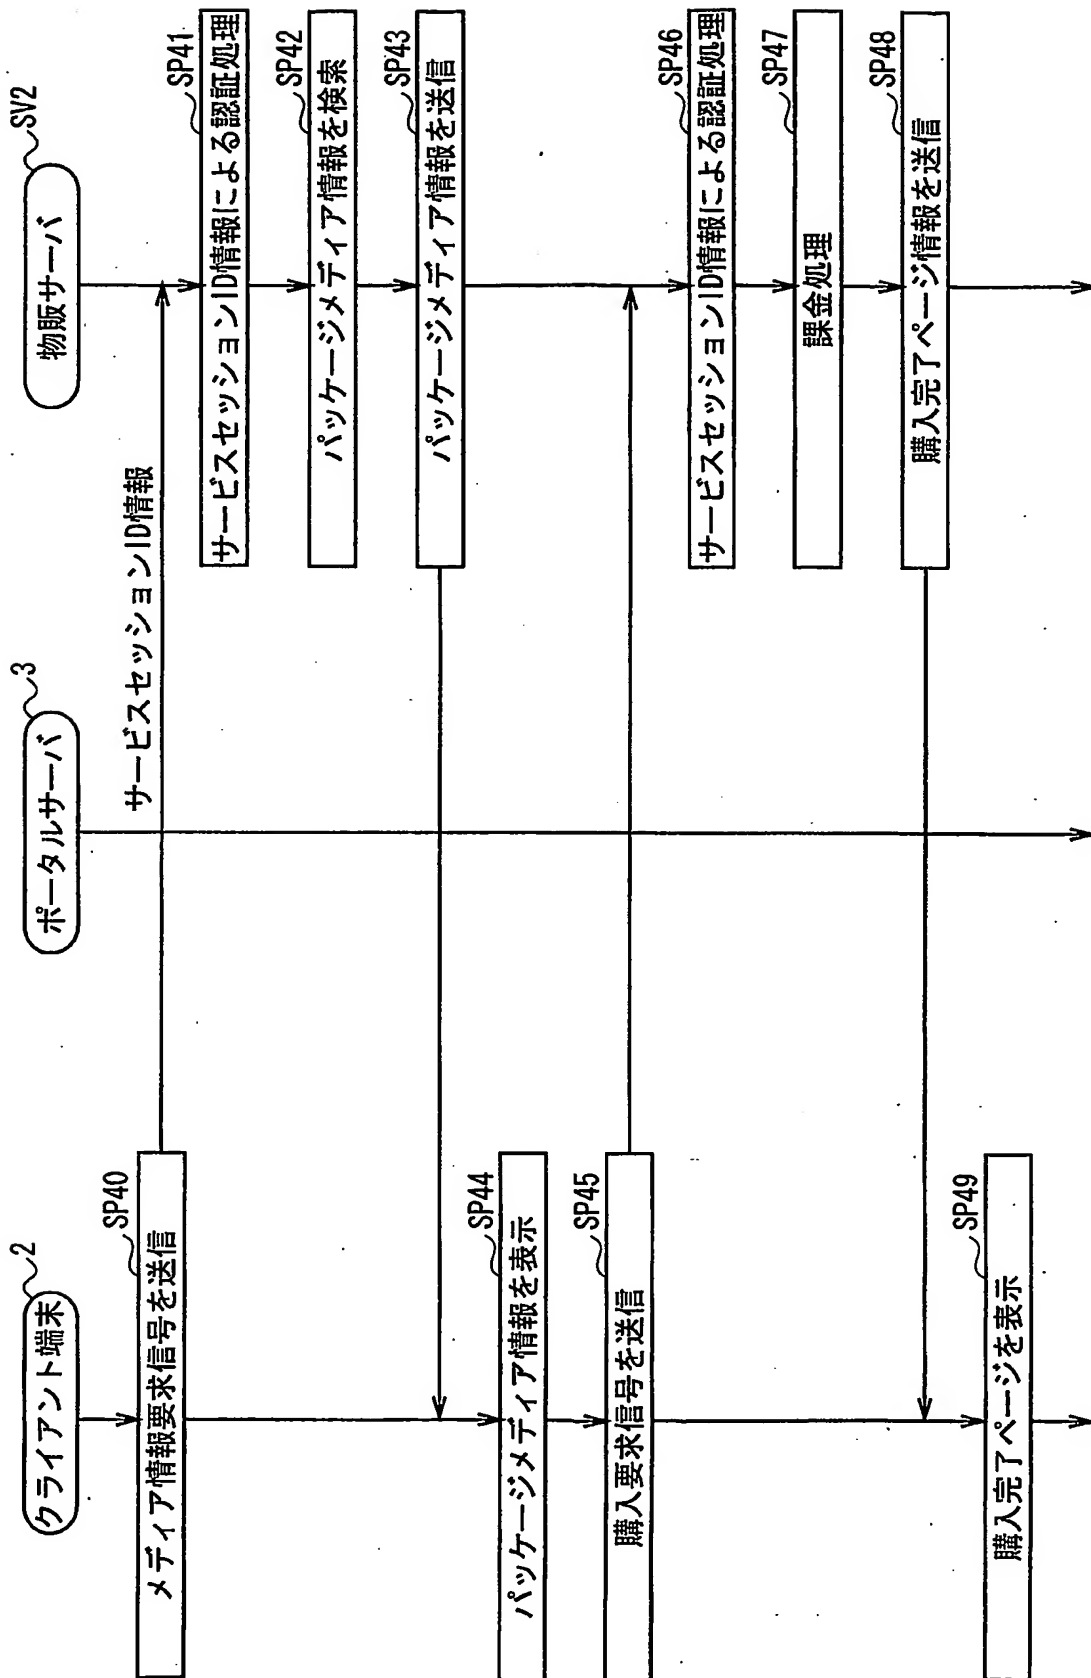 クライアント端末
2
ポータルサーバ
3
物販サーバ
SV2
SP40
メディア情報要求信号を送信
サービスセッションID情報
SP41
サービスセッションID情報による認証処理
SP42
パッケージメディア情報を検索
SP43
パッケージメディア情報を送信
SP44
パッケージメディア情報を表示
SP45
購入要求信号を送信
SP46
サービスセッションID情報による認証処理
SP47
課金処理
SP48
購入完了ページ情報を送信
SP49
購入完了ページを表示